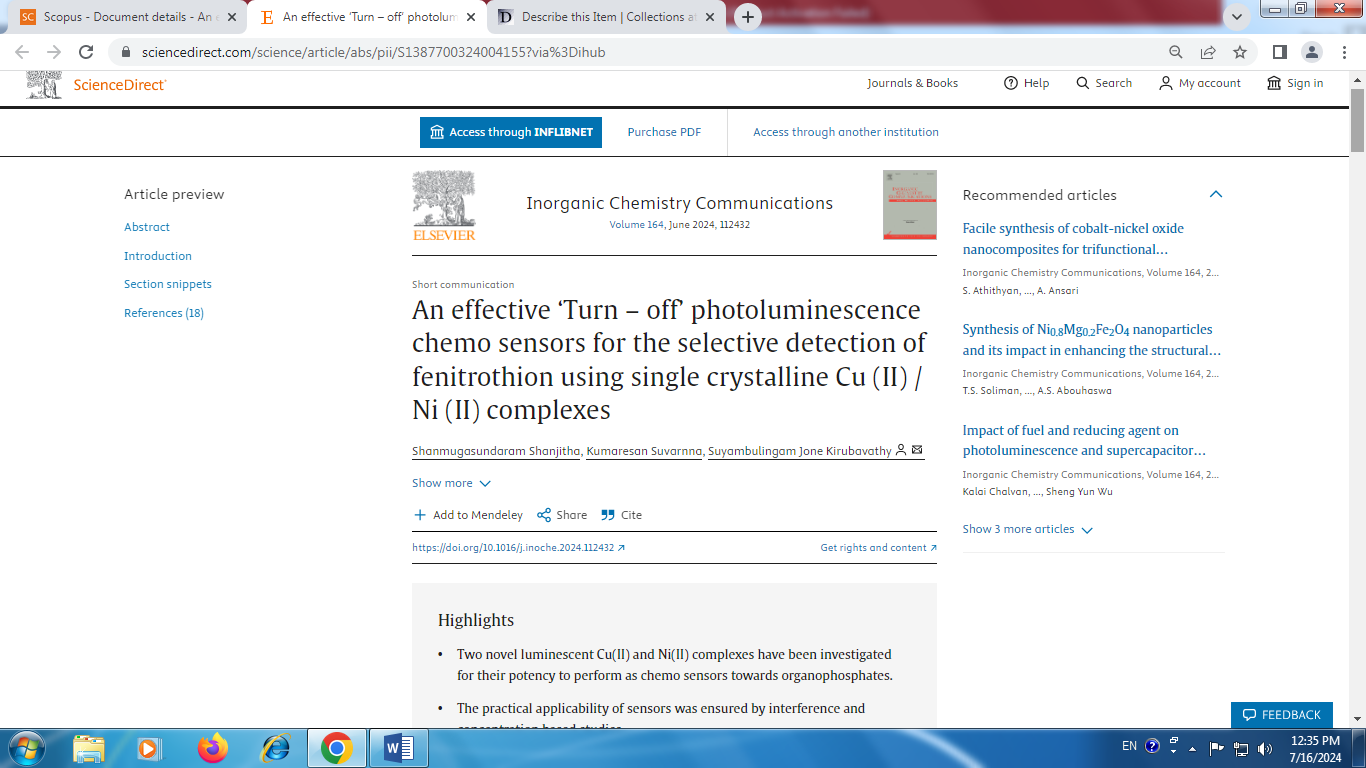 Scopus - Document details - An e
An effective 'Turn – off' photolum
Describe this Item | Collections at
sciencedirect.com/science/article/abs/pii/S1387700324004155?via%3Dihub
ScienceDirect
Journals & Books
Help
Search
My account
Sign in
Access through INFLIBNET
Purchase PDF
Access through another institution
Article preview
Abstract
Introduction
Section snippets
References (18)
ELSEVIER
Inorganic Chemistry Communications
Volume 164, June 2024, 112432
Short communication
An effective ‘Turn – off’ photoluminescence
chemo sensors for the selective detection of
fenitrothion using single crystalline Cu (II) /
Ni (II) complexes
Shanmugasundaram Shanjitha, Kumaresan Suvarnna, Suyambulingam Jone Kirubavathy
Show more
Add to Mendeley
Share
Cite
https://doi.org/10.1016/j.inoche.2024.112432
Get rights and content
Highlights
• Two novel luminescent Cu(II) and Ni(II) complexes have been investigated
for their potency to perform as chemo sensors towards organophosphates.
• The practical applicability of sensors was ensured by interference and
Recommended articles
Facile synthesis of cobalt-nickel oxide
nanocomposites for trifunctional…
Inorganic Chemistry Communications, Volume 164, 2…
S. Athithyan, …, A. Ansari
Synthesis of Ni0.8Mg0.2Fe2O4 nanoparticles
and its impact in enhancing the structural…
Inorganic Chemistry Communications, Volume 164, 2…
T.S. Soliman, …, A.S. Abouhaswa
Impact of fuel and reducing agent on
photoluminescence and supercapacitor…
Inorganic Chemistry Communications, Volume 164, 2…
Kalai Chalvan, …, Sheng Yun Wu
Show 3 more articles
FEEDBACK
EN
12:35 PM
7/16/2024